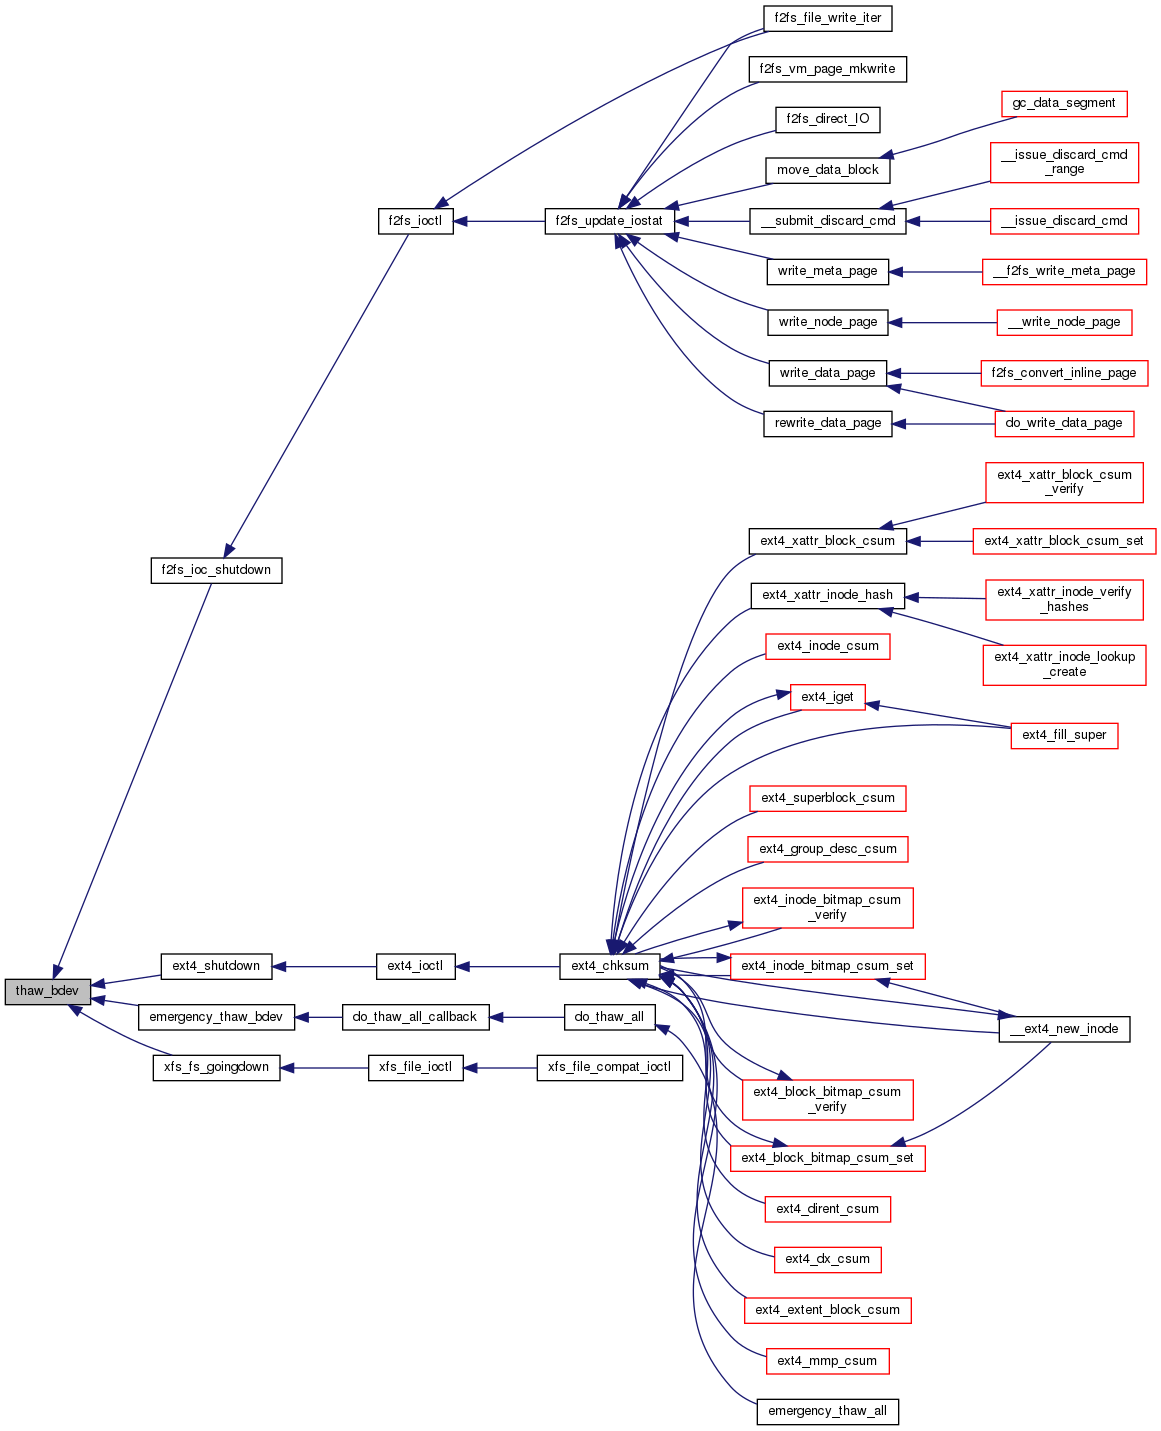 f2fs_file_write_iter
f2fs_vm_page_mkwrite
gc_data_segment
f2fs_direct_IO
__issue_discard_cmd
_range
move_data_block
f2fs_ioctl
f2fs_update_iostat
__submit_discard_cmd
__issue_discard_cmd
write_meta_page
__f2fs_write_meta_page
write_node_page
__write_node_page
write_data_page
f2fs_convert_inline_page
rewrite_data_page
do_write_data_page
ext4_xattr_block_csum
_verify
ext4_xattr_block_csum
ext4_xattr_block_csum_set
f2fs_ioc_shutdown
ext4_xattr_inode_hash
ext4_xattr_inode_verify
_hashes
ext4_inode_csum
ext4_xattr_inode_lookup
_create
ext4_iget
ext4_fill_super
ext4_superblock_csum
ext4_group_desc_csum
ext4_inode_bitmap_csum
_verify
ext4_shutdown
ext4_ioctl
ext4_chksum
ext4_inode_bitmap_csum_set
thaw_bdev
emergency_thaw_bdev
do_thaw_all_callback
do_thaw_all
__ext4_new_inode
xfs_fs_goingdown
xfs_file_ioctl
xfs_file_compat_ioctl
ext4_block_bitmap_csum
_verify
ext4_block_bitmap_csum_set
ext4_dirent_csum
ext4_dx_csum
ext4_extent_block_csum
ext4_mmp_csum
emergency_thaw_all